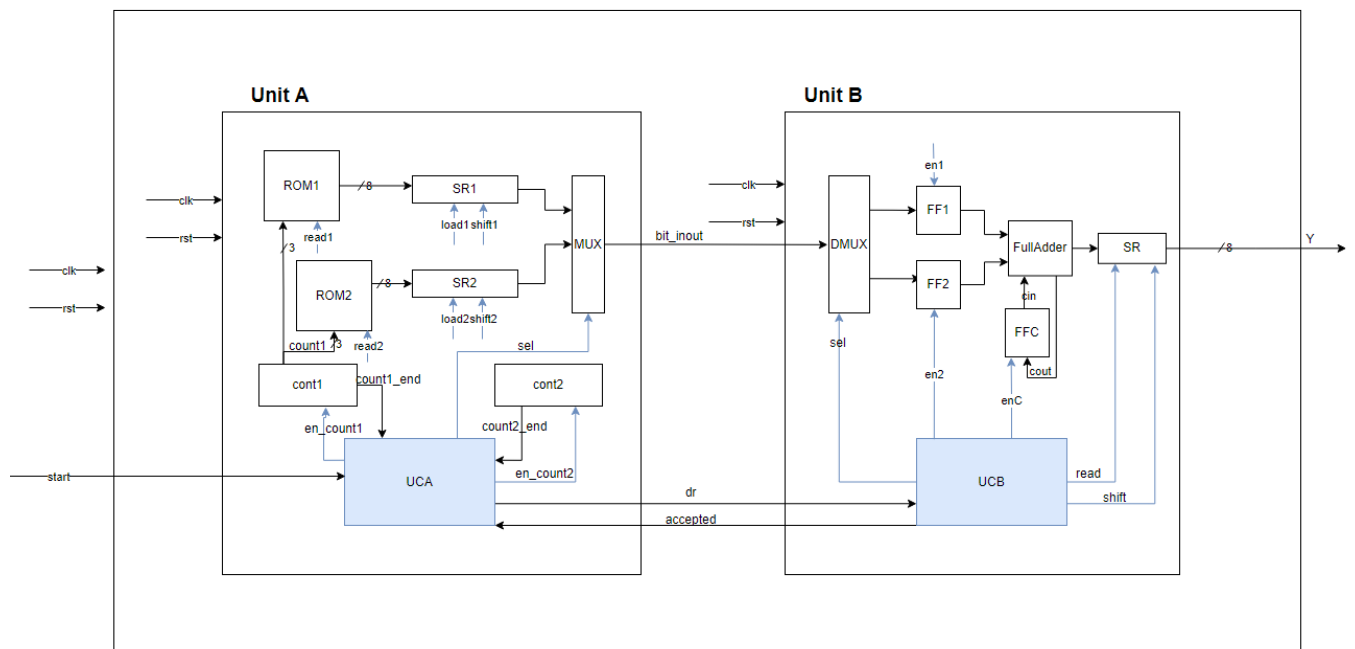 Unit A
Unit B
ROM1
/8
SR1
clk
rst
load1
shift1
MUX
read1
/3
ROM2
/8
SR2
load2
shift2
count1
/3
read2
cont1
count1_end
en_count1
sel
cont2
count2_end
en_count2
UCA
start
clk
rst
bit_inout
dr
accepted
clk
rst
DMUX
en1
FF1
FF2
FullAdder
SR
/8
Y
cin
FFC
cout
sel
en2
enC
UCB
read
shift